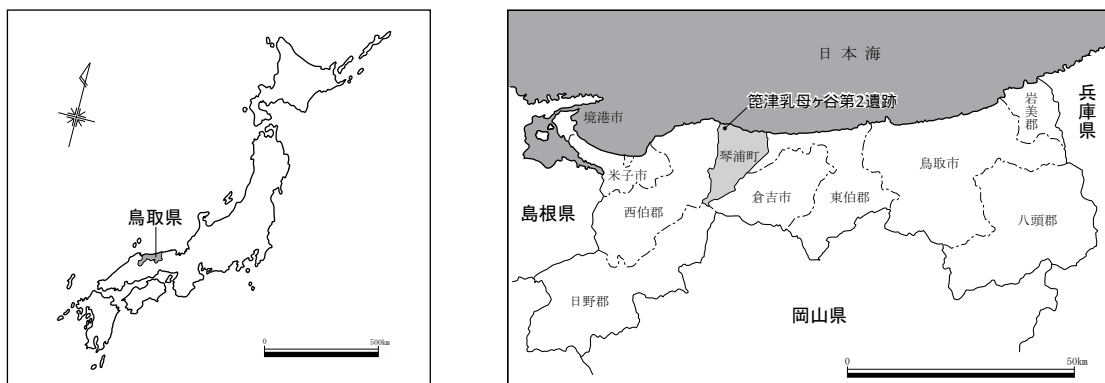 鳥取県
0
500km
日本海
箆津乳母ヶ谷第2遺跡
境港市
米子市
琴浦町
西伯郡
倉吉市
東伯郡
鳥取市
岩美郡
兵庫県
八頭郡
島根県
日野郡
岡山県
0
50km